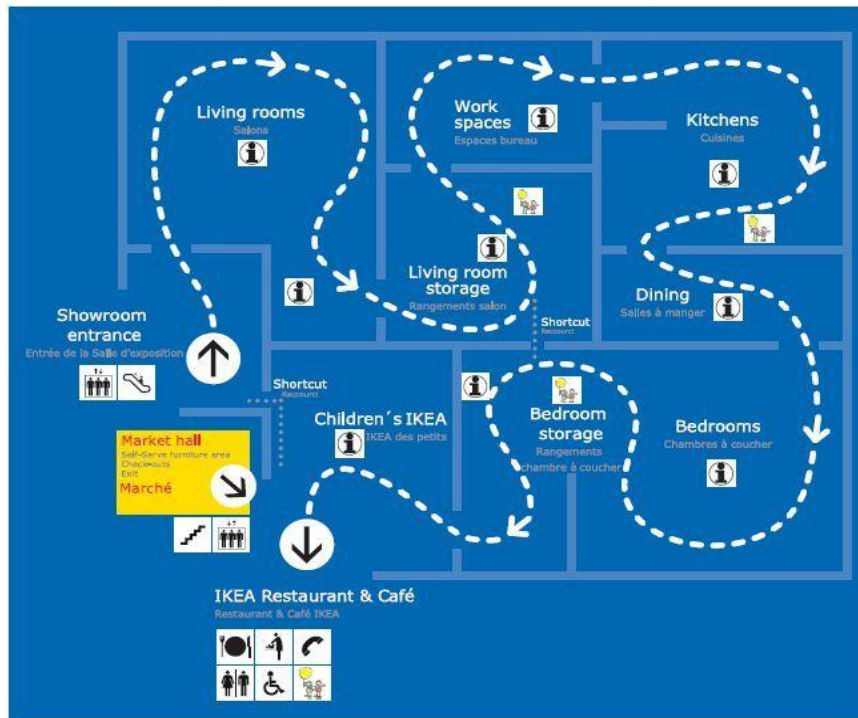 Living rooms
Salons
Work
spaces
Espaces bureau
Kitchens
Cuisines
Living room
storage
Rangements salon
Dining
Salles à manger
Showroom
entrance
Entrée de la Salle d'exposition
Shortcut
Raccourci
Shortcut
Raccourci
Children´s IKEA
IKEA des petits
Bedroom
storage
Rangements
chambre à coucher
Bedrooms
Chambres à coucher
Market hall
Self-Serve furniture area
Check-outs
Exit
Marché
IKEA Restaurant & Café
Restaurant & Café IKEA